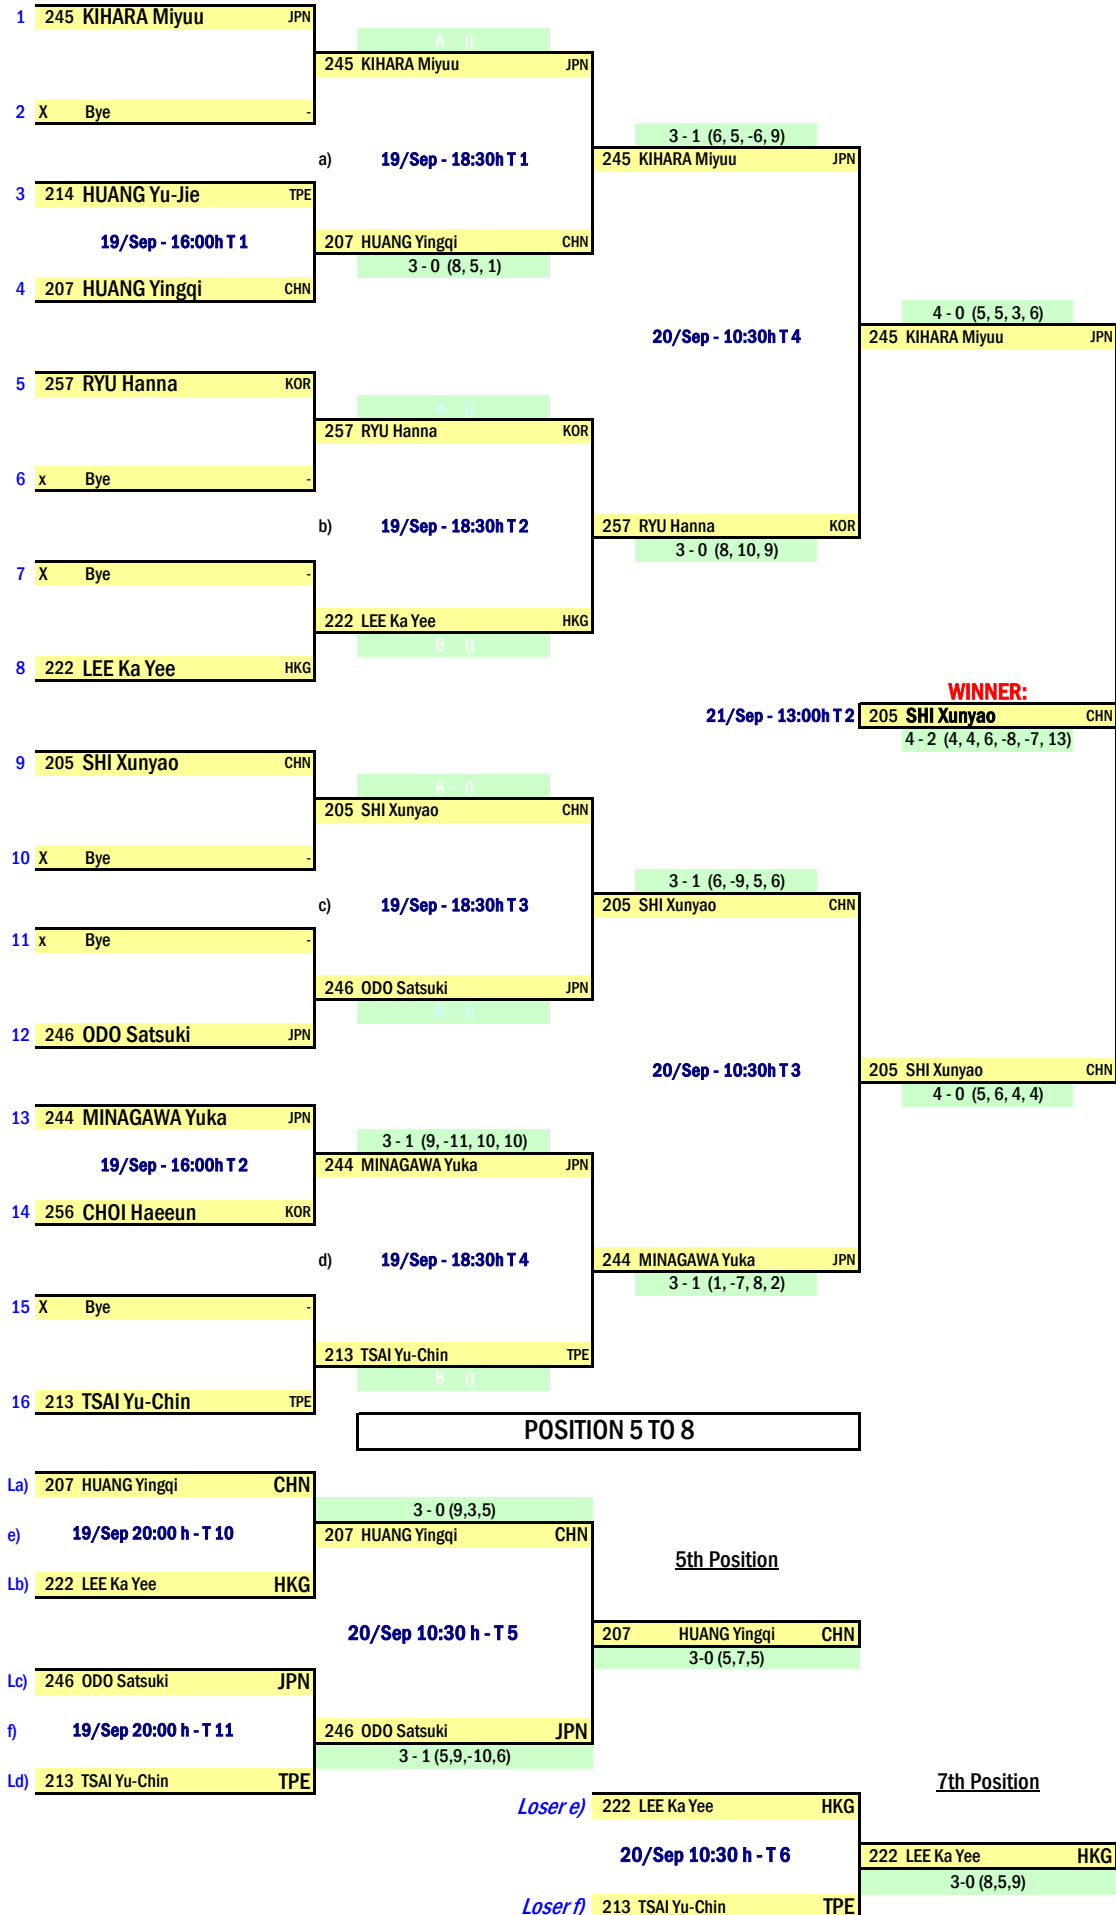 1 245 KIHARA Miyuu JPN
A - ()
245 KIHARA Miyuu JPN
2 X Bye -
3 - 1 (6, 5, -6, 9)
a) 19/Sep - 18:30h T 1
245 KIHARA Miyuu JPN
3 214 HUANG Yu-Jie TPE
19/Sep - 16:00h T 1
207 HUANG Yingqi CHN
3 - 0 (8, 5, 1)
4 207 HUANG Yingqi CHN
4 - 0 (5, 5, 3, 6)
20/Sep - 10:30h T 4
245 KIHARA Miyuu JPN
5 257 RYU Hanna KOR
A - ()
257 RYU Hanna KOR
6 x Bye -
b) 19/Sep - 18:30h T 2
257 RYU Hanna KOR
3 - 0 (8, 10, 9)
7 X Bye -
222 LEE Ka Yee HKG
B - ()
8 222 LEE Ka Yee HKG
WINNER:
21/Sep - 13:00h T 2
205 SHI Xunyao CHN
4 - 2 (4, 4, 6, -8, -7, 13)
9 205 SHI Xunyao CHN
A - ()
205 SHI Xunyao CHN
10 X Bye -
3 - 1 (6, -9, 5, 6)
c) 19/Sep - 18:30h T 3
205 SHI Xunyao CHN
11 x Bye -
246 ODO Satsuki JPN
B - ()
12 246 ODO Satsuki JPN
20/Sep - 10:30h T 3
205 SHI Xunyao CHN
4 - 0 (5, 6, 4, 4)
13 244 MINAGAWA Yuka JPN
3 - 1 (9, -11, 10, 10)
19/Sep - 16:00h T 2
244 MINAGAWA Yuka JPN
14 256 CHOI Haeeun KOR
d) 19/Sep - 18:30h T 4
244 MINAGAWA Yuka JPN
3 - 1 (1, -7, 8, 2)
15 X Bye -
213 TSAI Yu-Chin TPE
B - ()
16 213 TSAI Yu-Chin TPE
POSITION 5 TO 8
La) 207 HUANG Yingqi CHN
3 - 0 (9,3,5)
e) 19/Sep 20:00 h - T 10
207 HUANG Yingqi CHN
5th Position
Lb) 222 LEE Ka Yee HKG
20/Sep 10:30 h - T 5
207 HUANG Yingqi CHN
3-0 (5,7,5)
Lc) 246 ODO Satsuki JPN
f) 19/Sep 20:00 h - T 11
246 ODO Satsuki JPN
3 - 1 (5,9,-10,6)
Ld) 213 TSAI Yu-Chin TPE
7th Position
Loser e) 222 LEE Ka Yee HKG
20/Sep 10:30 h - T 6
222 LEE Ka Yee HKG
3-0 (8,5,9)
Loser f) 213 TSAI Yu-Chin TPE